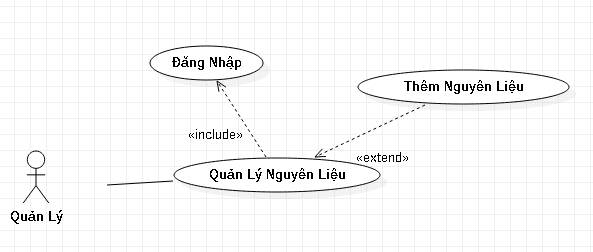 Đăng Nhập
Thêm Nguyên Liệu
«include»
«extend»
Quản Lý Nguyên Liệu
Quản Lý